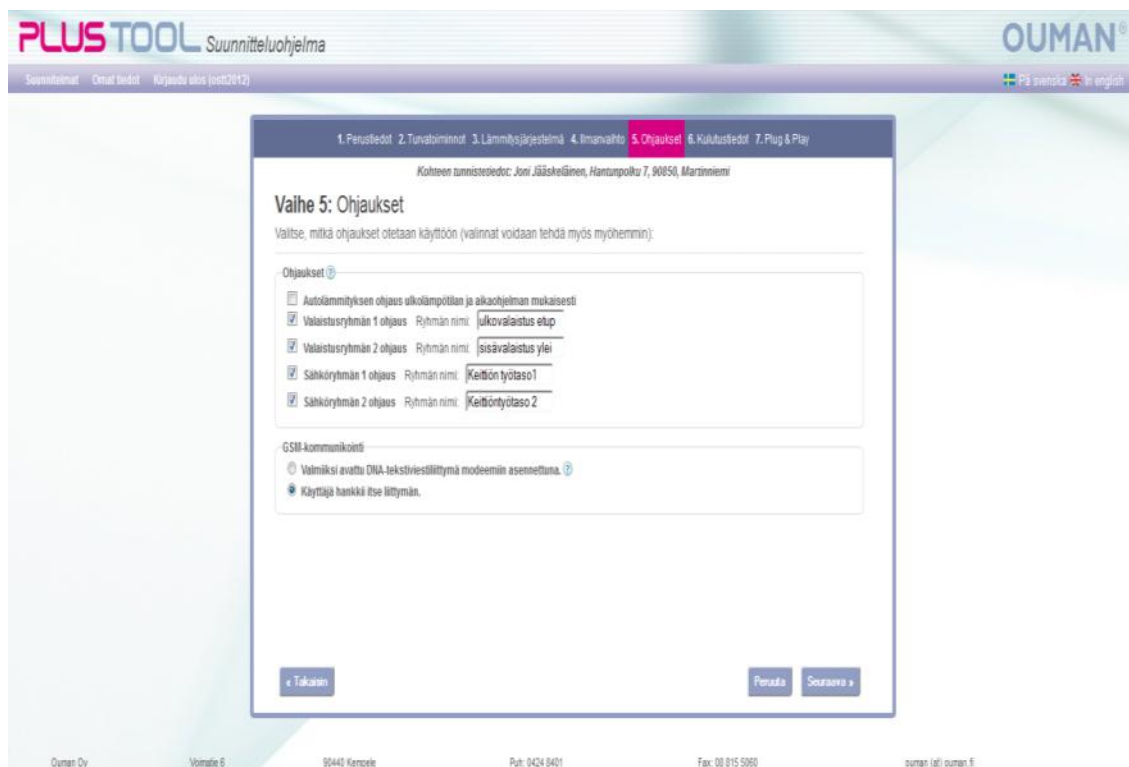 PLUS TOOL Suunnitteluohjelma
OUMAN®
Suunnitelmat Omat tiedot Kirjaudu ulos (ostt2012)
På svenska In english
1. Perustiedot 2. Turvatoiminnot 3. Lämmitysjärjestelmä 4. Ilmanvaihto 5. Ohjaukset 6. Kulutustiedot 7. Plug & Play
Kohteen tunnistetiedot: Joni Jääskeläinen, Hantunpolku 7, 90850, Martinniemi
Vaihe 5: Ohjaukset
Valitse, mitkä ohjaukset otetaan käyttöön (valinnat voidaan tehdä myös myöhemmin):
Ohjaukset ?
Autolämmityksen ohjaus ulkolämpötilan ja aikaohjelman mukaisesti
Valaistusryhmän 1 ohjaus Ryhmän nimi: ulkovalaistus etup
Valaistusryhmän 2 ohjaus Ryhmän nimi: sisävalaistus ylei
Sähköryhmän 1 ohjaus Ryhmän nimi: Keittiön työtaso1
Sähköryhmän 2 ohjaus Ryhmän nimi: Keittiöntyötaso 2
GSM-kommunikointi
Valmiiksi avattu DNA-tekstiviestiliittymä modeemiin asennettuna. ?
Käyttäjä hankkii itse liittymän.
« Takaisin
Peruuta Seuraava »
Ouman Oy Voimatie 6 90440 Kempele Puh: 0424 8401 Fax: 08 815 5060 ouman (at) ouman.fi